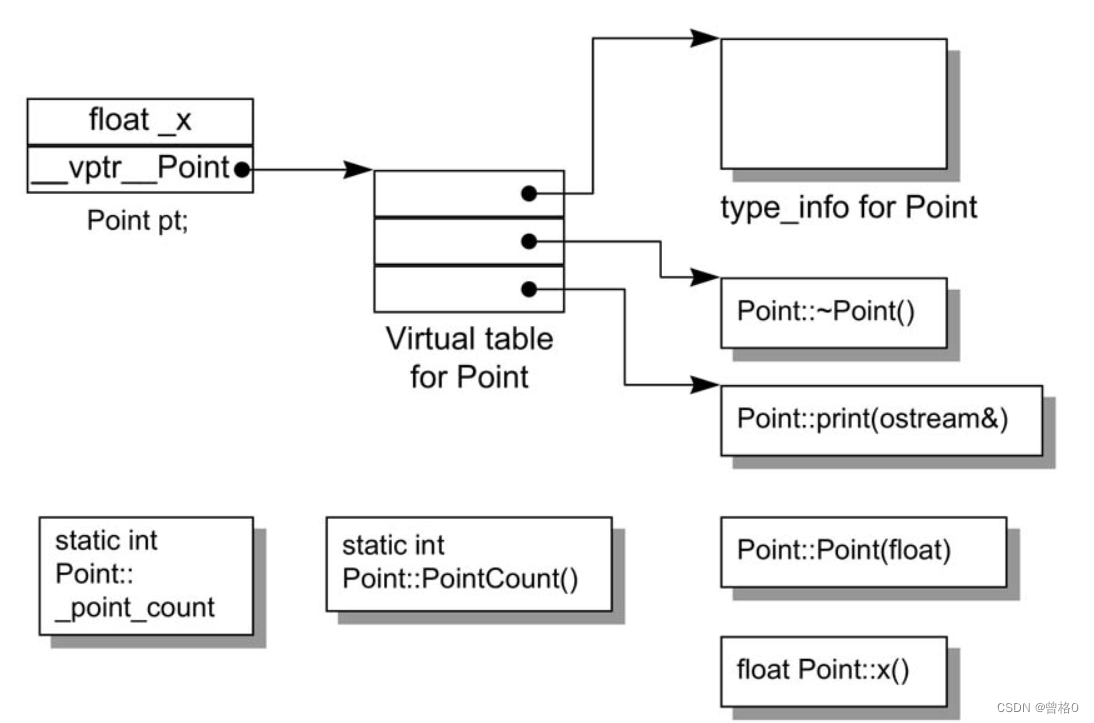 float _x
__vptr__Point
Point pt;
type_info for Point
Virtual table
for Point
Point::~Point()
Point::print(ostream&)
static int
Point::
_point_count
static int
Point::PointCount()
Point::Point(float)
float Point::x()
CSDN @曾格0